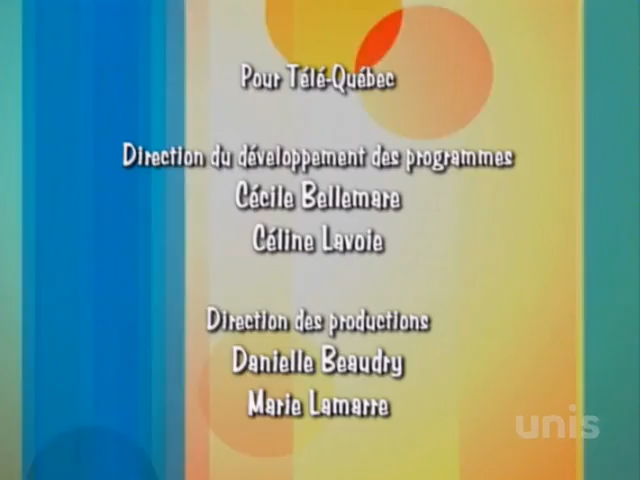 Pour Télé-Québec
Direction du développement des programmes
Cécile Bellemare
Céline Lavoie
Direction des productions
Danielle Beaudry
Marie Lamarre
unis